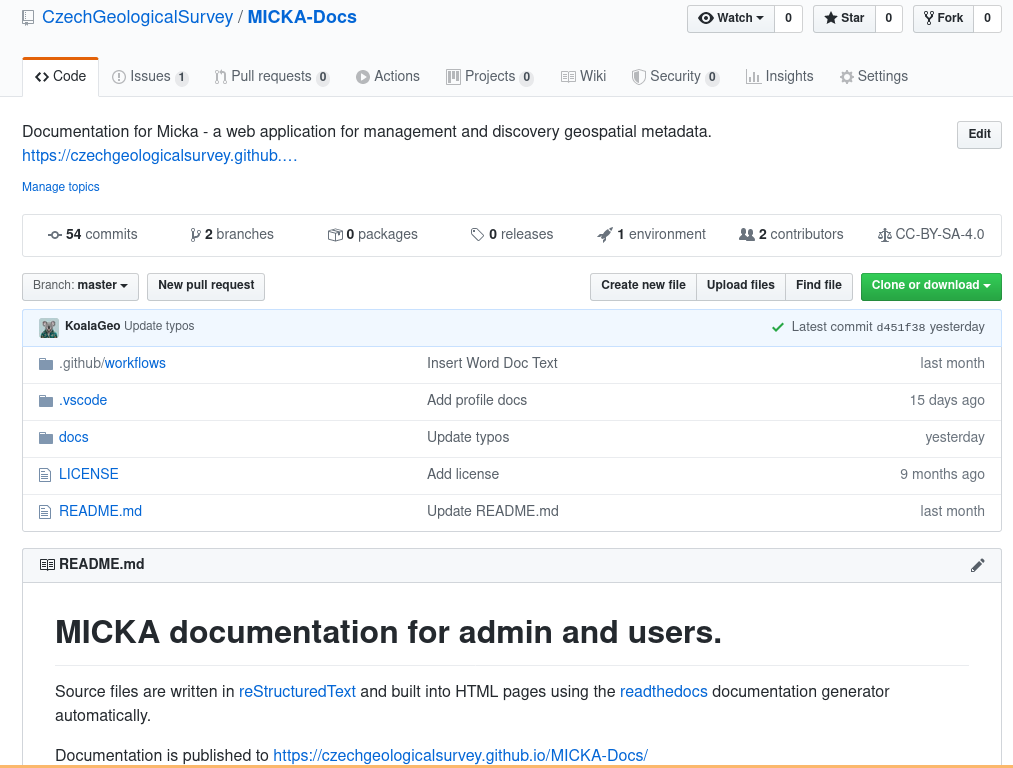 CzechGeologicalSurvey / MICKA-Docs Watch 0 Star 0 Fork 0
Code Issues 1 Pull requests 0 Actions Projects 0 Wiki Security 0 Insights Settings
Documentation for Micka - a web application for management and discovery geospatial metadata. Edit
https://czechgeologicalsurvey.github.…
Manage topics
54 commits 2 branches 0 packages 0 releases 1 environment 2 contributors CC-BY-SA-4.0
Branch: master New pull request Create new file Upload files Find file Clone or download
KoalaGeo Update typos Latest commit d451f38 yesterday
.github/workflows Insert Word Doc Text last month
.vscode Add profile docs 15 days ago
docs Update typos yesterday
LICENSE Add license 9 months ago
README.md Update README.md last month
README.md
MICKA documentation for admin and users.
Source files are written in reStructuredText and built into HTML pages using the readthedocs documentation generator
automatically.
Documentation is published to https://czechgeologicalsurvey.github.io/MICKA-Docs/